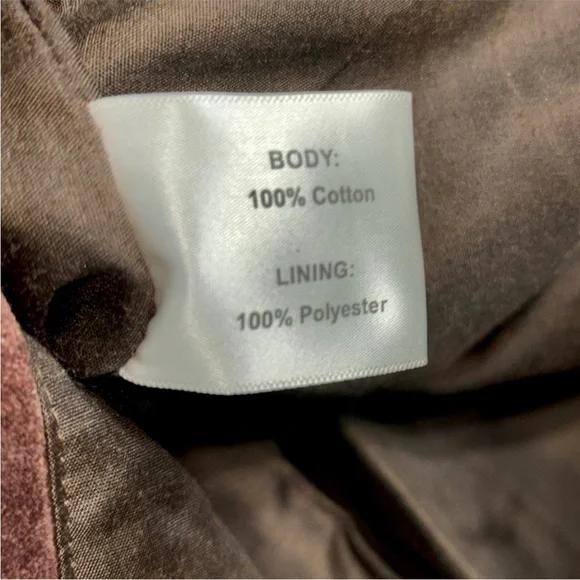 BODY:
100% Cotton
LINING:
100% Polyester